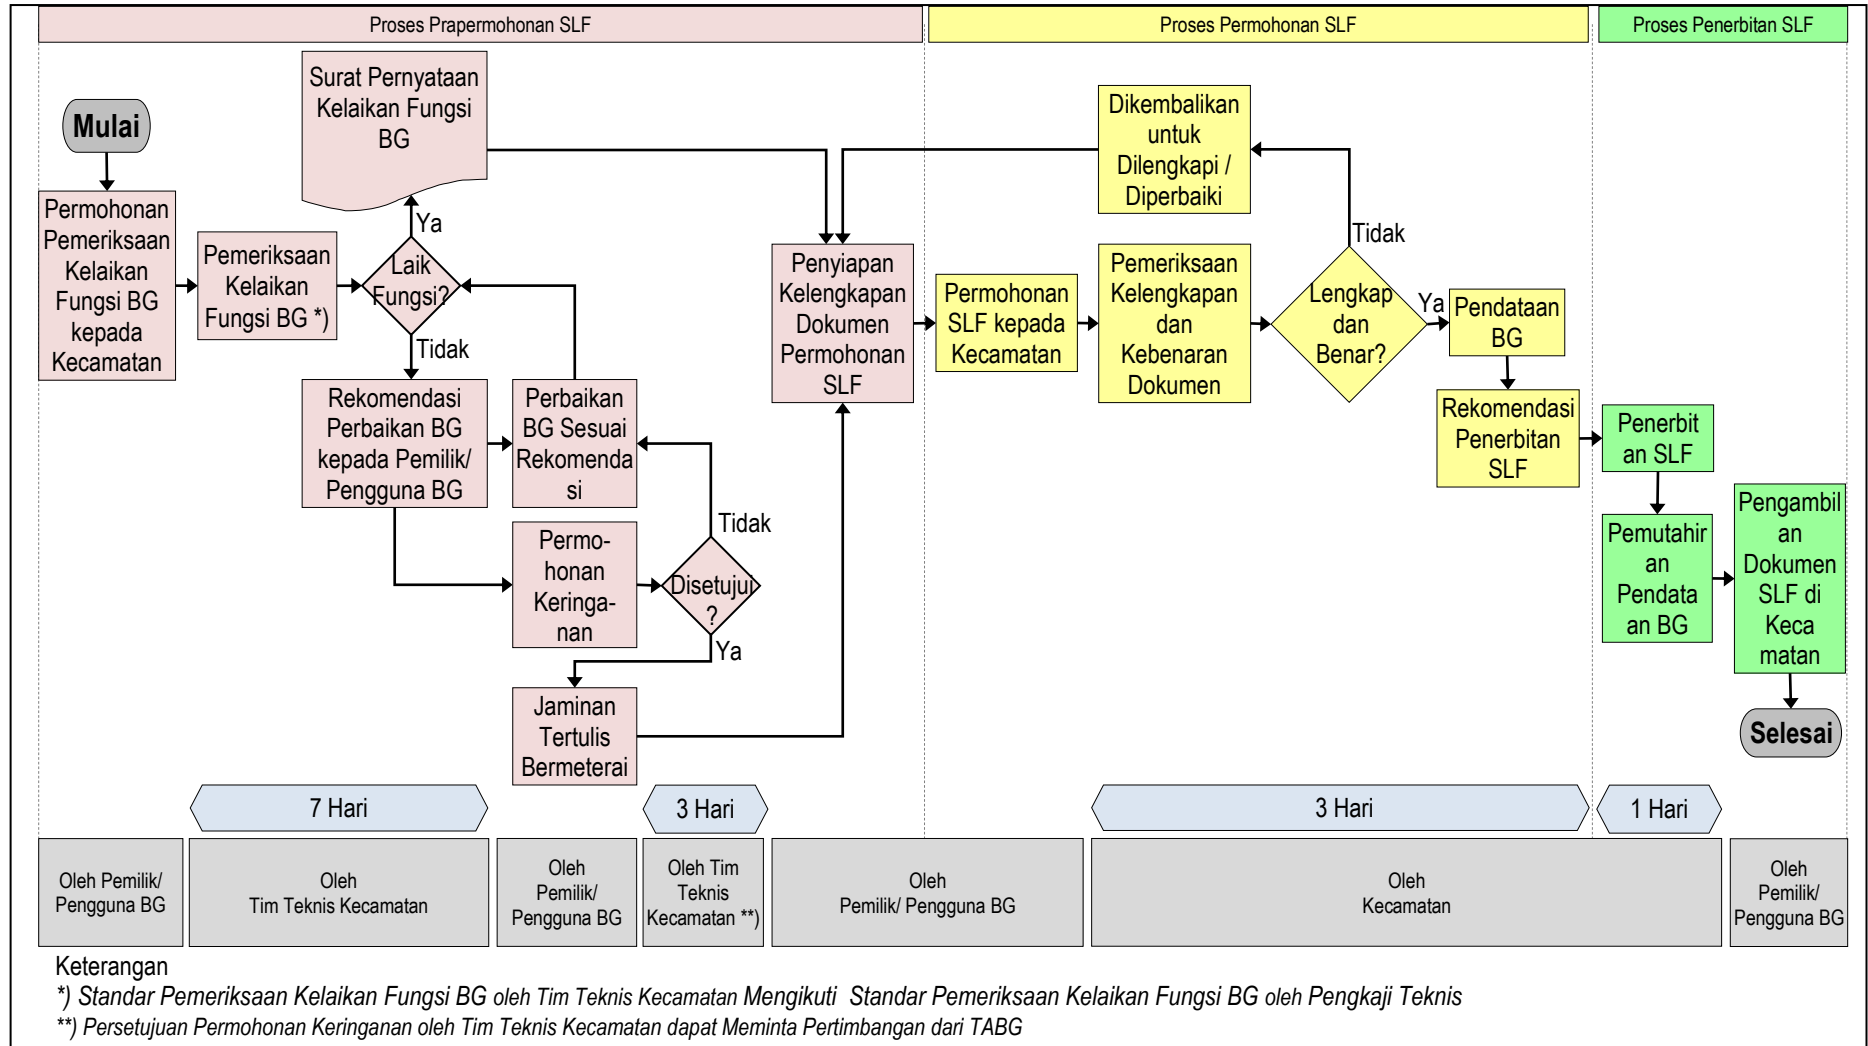 Proses Prapermohonan SLF
Proses Permohonan SLF
Proses Penerbitan SLF
Mulai
Permohonan
Pemeriksaan
Kelaikan
Fungsi BG
kepada
Kecamatan
Pemeriksaan
Kelaikan
Fungsi BG *)
Surat Pernyataan
Kelaikan Fungsi
BG
Ya
Laik
Fungsi?
Tidak
Rekomendasi
Perbaikan BG
kepada Pemilik/
Pengguna BG
Perbaikan
BG Sesuai
Rekomenda
si
Permo-
honan
Keringa-
nan
Tidak
Disetujui
?
Ya
Jaminan
Tertulis
Bermeterai
Penyiapan
Kelengkapan
Dokumen
Permohonan
SLF
Permohonan
SLF kepada
Kecamatan
Dikembalikan
untuk
Dilengkapi /
Diperbaiki
Pemeriksaan
Kelengkapan
dan
Kebenaran
Dokumen
Tidak
Lengkap
dan
Benar?
Ya
Pendataan
BG
Rekomendasi
Penerbitan
SLF
Penerbit
an SLF
Pemutahir
an
Pendata
an BG
Pengambil
an
Dokumen
SLF di
Keca
matan
Selesai
7 Hari
3 Hari
3 Hari
1 Hari
Oleh Pemilik/
Pengguna BG
Oleh
Tim Teknis Kecamatan
Oleh
Pemilik/
Pengguna BG
Oleh Tim
Teknis
Kecamatan **)
Oleh
Pemilik/ Pengguna BG
Oleh
Kecamatan
Oleh
Pemilik/
Pengguna BG
Keterangan
*) Standar Pemeriksaan Kelaikan Fungsi BG oleh Tim Teknis Kecamatan Mengikuti Standar Pemeriksaan Kelaikan Fungsi BG oleh Pengkaji Teknis
**) Persetujuan Permohonan Keringanan oleh Tim Teknis Kecamatan dapat Meminta Pertimbangan dari TABG